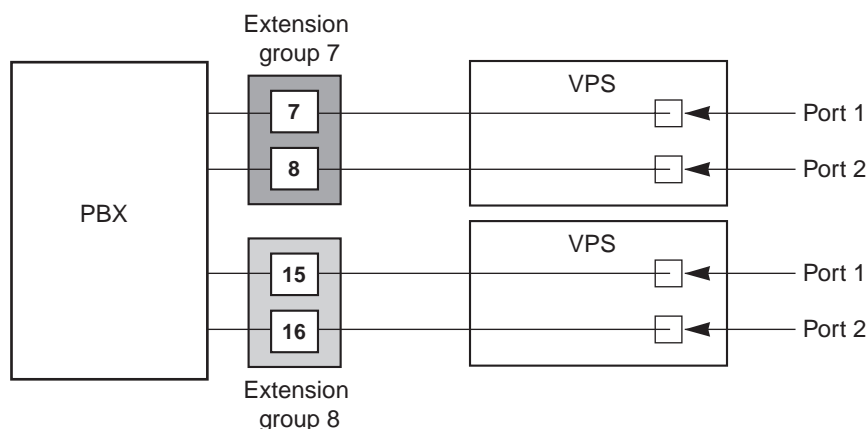 Extension
group 7
PBX
7
8
VPS
Port 1
Port 2
15
16
VPS
Port 1
Port 2
Extension
group 8